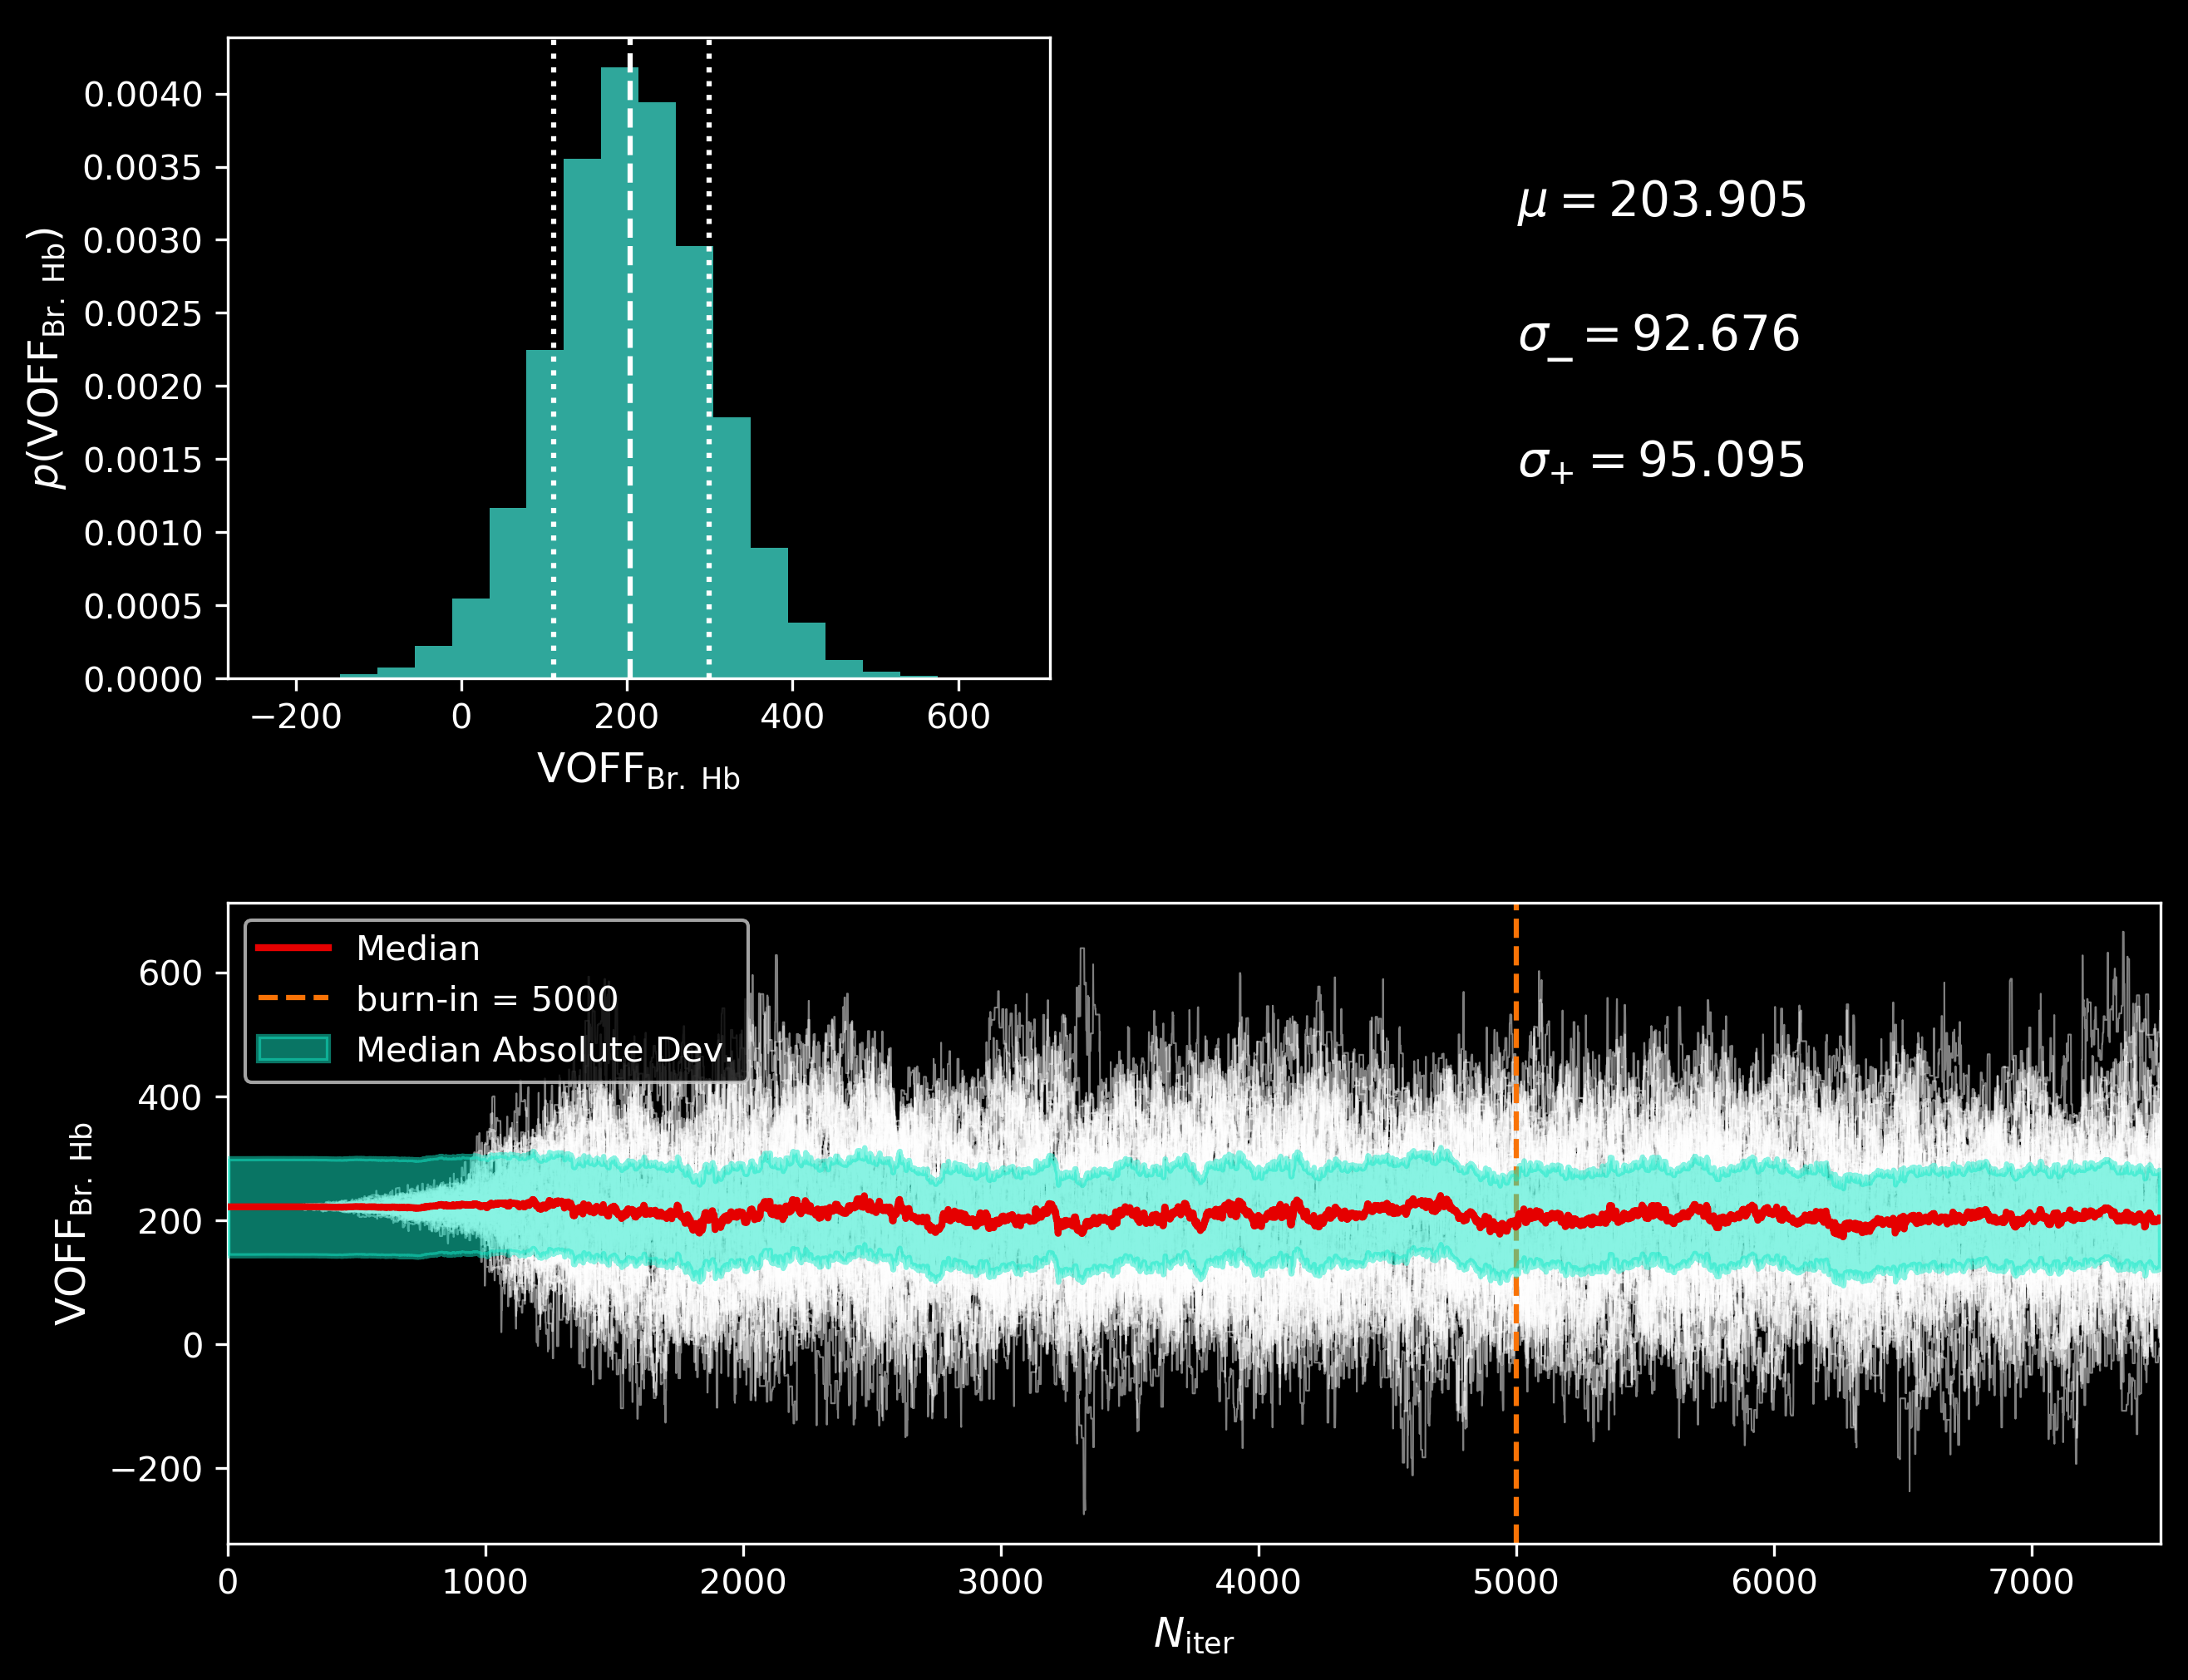 0.0040
0.0035
0.0030
0.0025
0.0020
0.0015
0.0010
0.0005
0.0000
p(VOFF_Br. Hb)
−200 0 200 400 600
VOFF_Br. Hb
μ = 203.905
σ_− = 92.676
σ_+ = 95.095
Median
burn-in = 5000
Median Absolute Dev.
600
400
200
0
−200
VOFF_Br. Hb
0 1000 2000 3000 4000 5000 6000 7000
N_iter